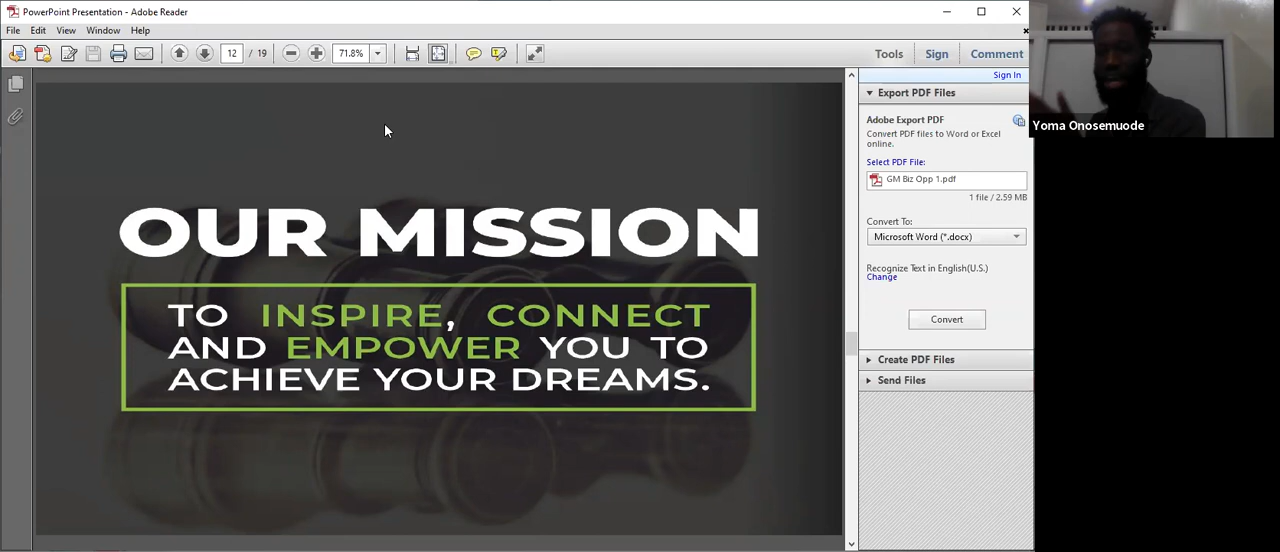 PowerPoint Presentation - Adobe Reader
File Edit View Window Help
12 / 19 71.8% Tools Sign Comment
Sign In
Export PDF Files
Adobe Export PDF
Convert PDF files to Word or Excel
online.
Select PDF File:
GM Biz Opp 1.pdf
1 file / 2.59 MB
Convert To:
Microsoft Word (*.docx)
Recognize Text in English(U.S.)
Change
Convert
Create PDF Files
Send Files
OUR MISSION
TO INSPIRE, CONNECT
AND EMPOWER YOU TO
ACHIEVE YOUR DREAMS.
Yoma Onosemuode